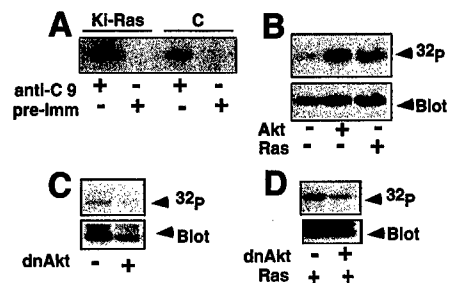 A
Ki-Ras C
anti-C 9 + - + -
pre-Imm - + - +
B
32P
Blot
Akt - + -
Ras - - +
C
32P
Blot
dnAkt - +
D
32P
Blot
dnAkt - +
Ras + +